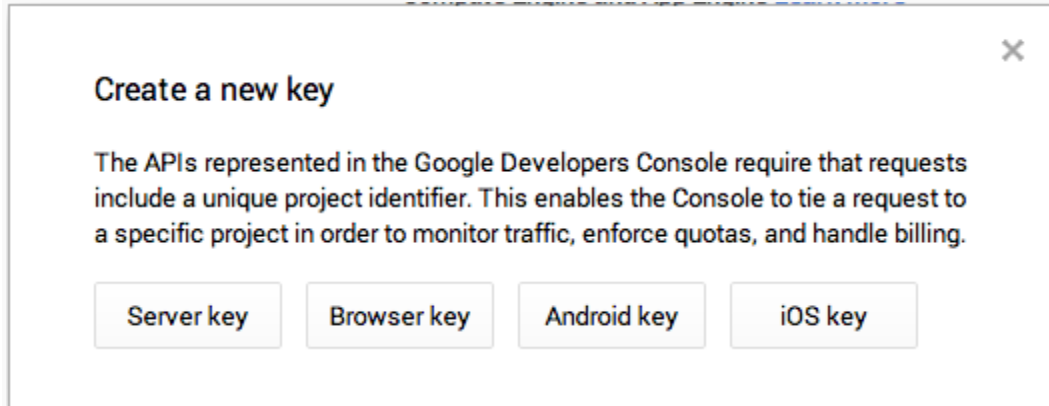 Create a new key
The APIs represented in the Google Developers Console require that requests
include a unique project identifier. This enables the Console to tie a request to
a specific project in order to monitor traffic, enforce quotas, and handle billing.
Server key Browser key Android key iOS key